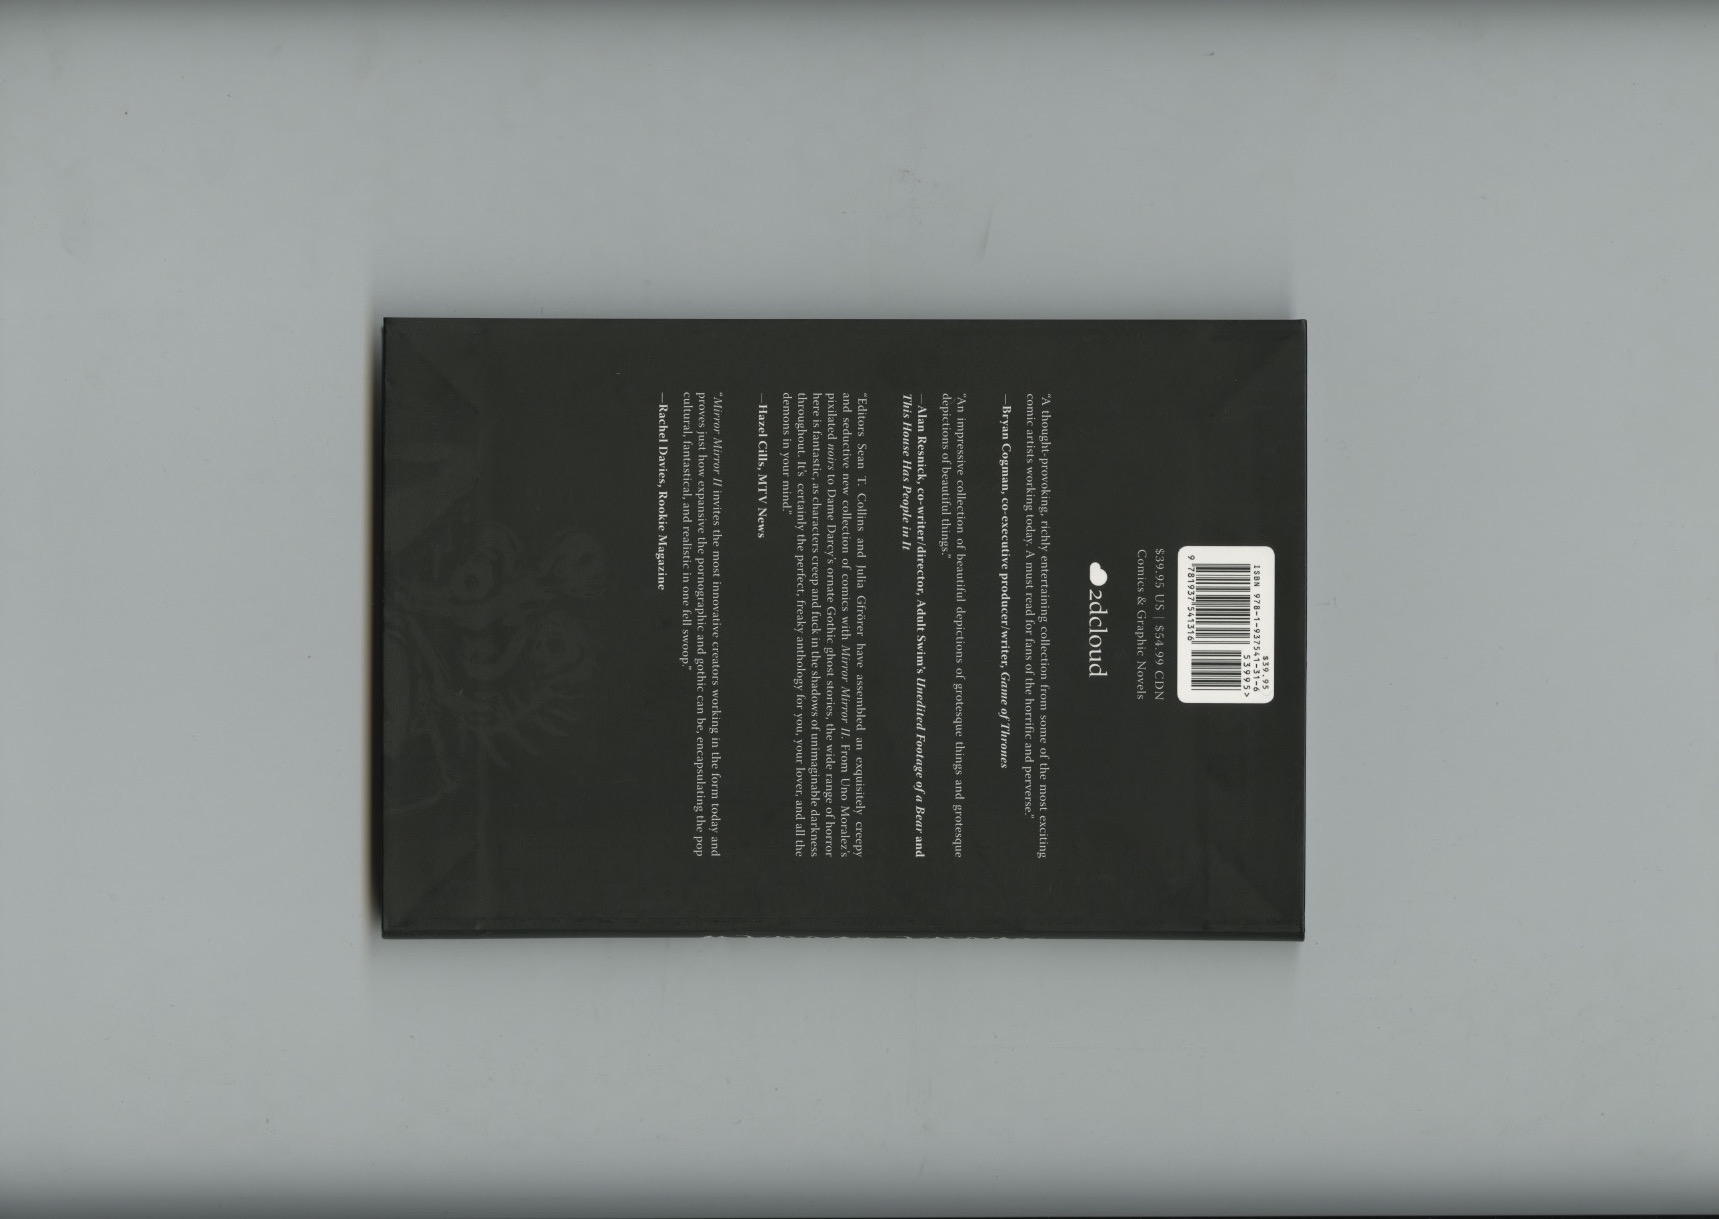 $39.95
ISBN 978-1-937541-31-6
53995>
9 781937 541316
$39.95 US | $54.99 CDN
Comics & Graphic Novels
2dcloud
“A thought-provoking, richly entertaining collection from some of the most exciting
comic artists working today. A must read for fans of the horrific and perverse.”
—Bryan Cogman, co-executive producer/writer, Game of Thrones
“An impressive collection of beautiful depictions of grotesque things and grotesque
depictions of beautiful things.”
—Alan Resnick, co-writer/director, Adult Swim's Unedited Footage of a Bear and
This House Has People in It
“Editors Sean T. Collins and Julia Gfrörer have assembled an exquisitely creepy
and seductive new collection of comics with Mirror Mirror II. From Uno Moralez's
pixilated noirs to Dame Darcy's ornate Gothic ghost stories, the wide range of horror
here is fantastic, as characters creep and fuck in the shadows of unimaginable darkness
throughout. It's certainly the perfect, freaky anthology for you, your lover, and all the
demons in your mind.”
—Hazel Cills, MTV News
“Mirror Mirror II invites the most innovative creators working in the form today and
proves just how expansive the pornographic and gothic can be, encapsulating the pop
cultural, fantastical, and realistic in one fell swoop.”
—Rachel Davies, Rookie Magazine